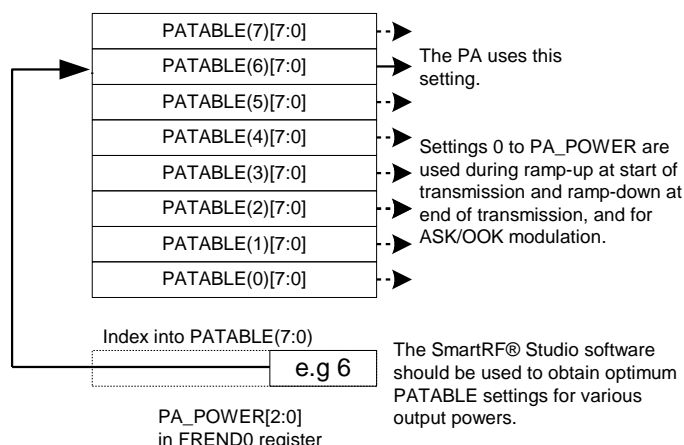 PATABLE(7)[7:0]
PATABLE(6)[7:0]
The PA uses this
setting.
PATABLE(5)[7:0]
PATABLE(4)[7:0]
PATABLE(3)[7:0]
PATABLE(2)[7:0]
PATABLE(1)[7:0]
PATABLE(0)[7:0]
Settings 0 to PA_POWER are
used during ramp-up at start of
transmission and ramp-down at
end of transmission, and for
ASK/OOK modulation.
Index into PATABLE(7:0)
e.g 6
PA_POWER[2:0]
in FREND0 register
The SmartRF® Studio software
should be used to obtain optimum
PATABLE settings for various
output powers.